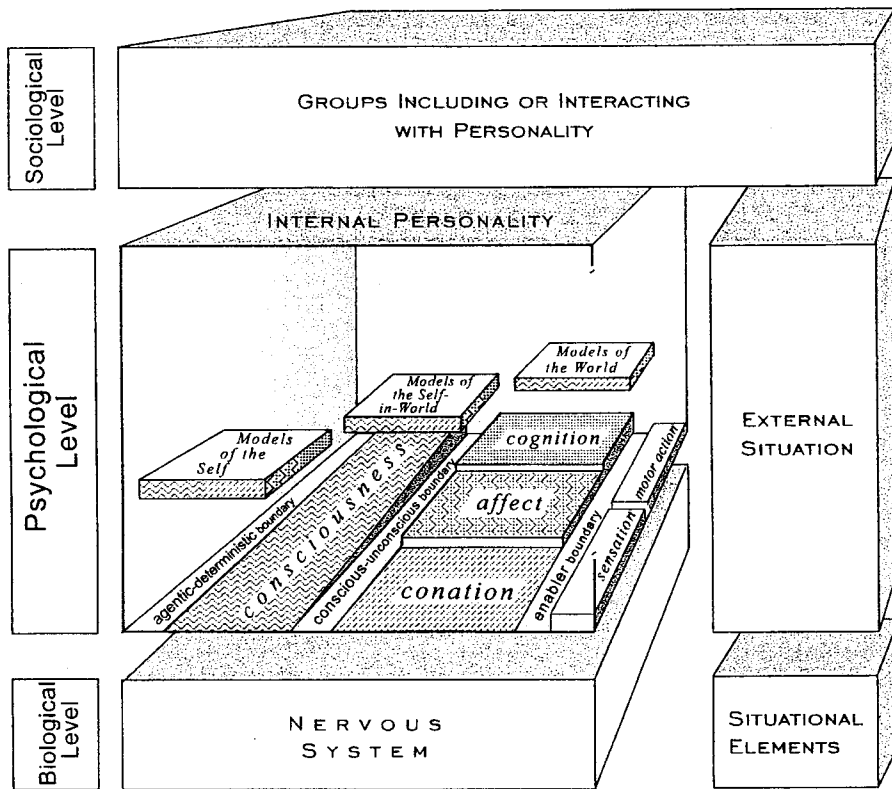 Sociological
Level
GROUPS INCLUDING OR INTERACTING
WITH PERSONALITY
INTERNAL PERSONALITY
Psychological
Level
Models of
the World
Models of
the Self-
in-World
Models
of the
Self
cognition
affect
conation
consciousness
agentic-deterministic boundary
conscious-unconscious boundary
enabler boundary
motor action
sensation
EXTERNAL
SITUATION
Biological
Level
NERVOUS
SYSTEM
SITUATIONAL
ELEMENTS